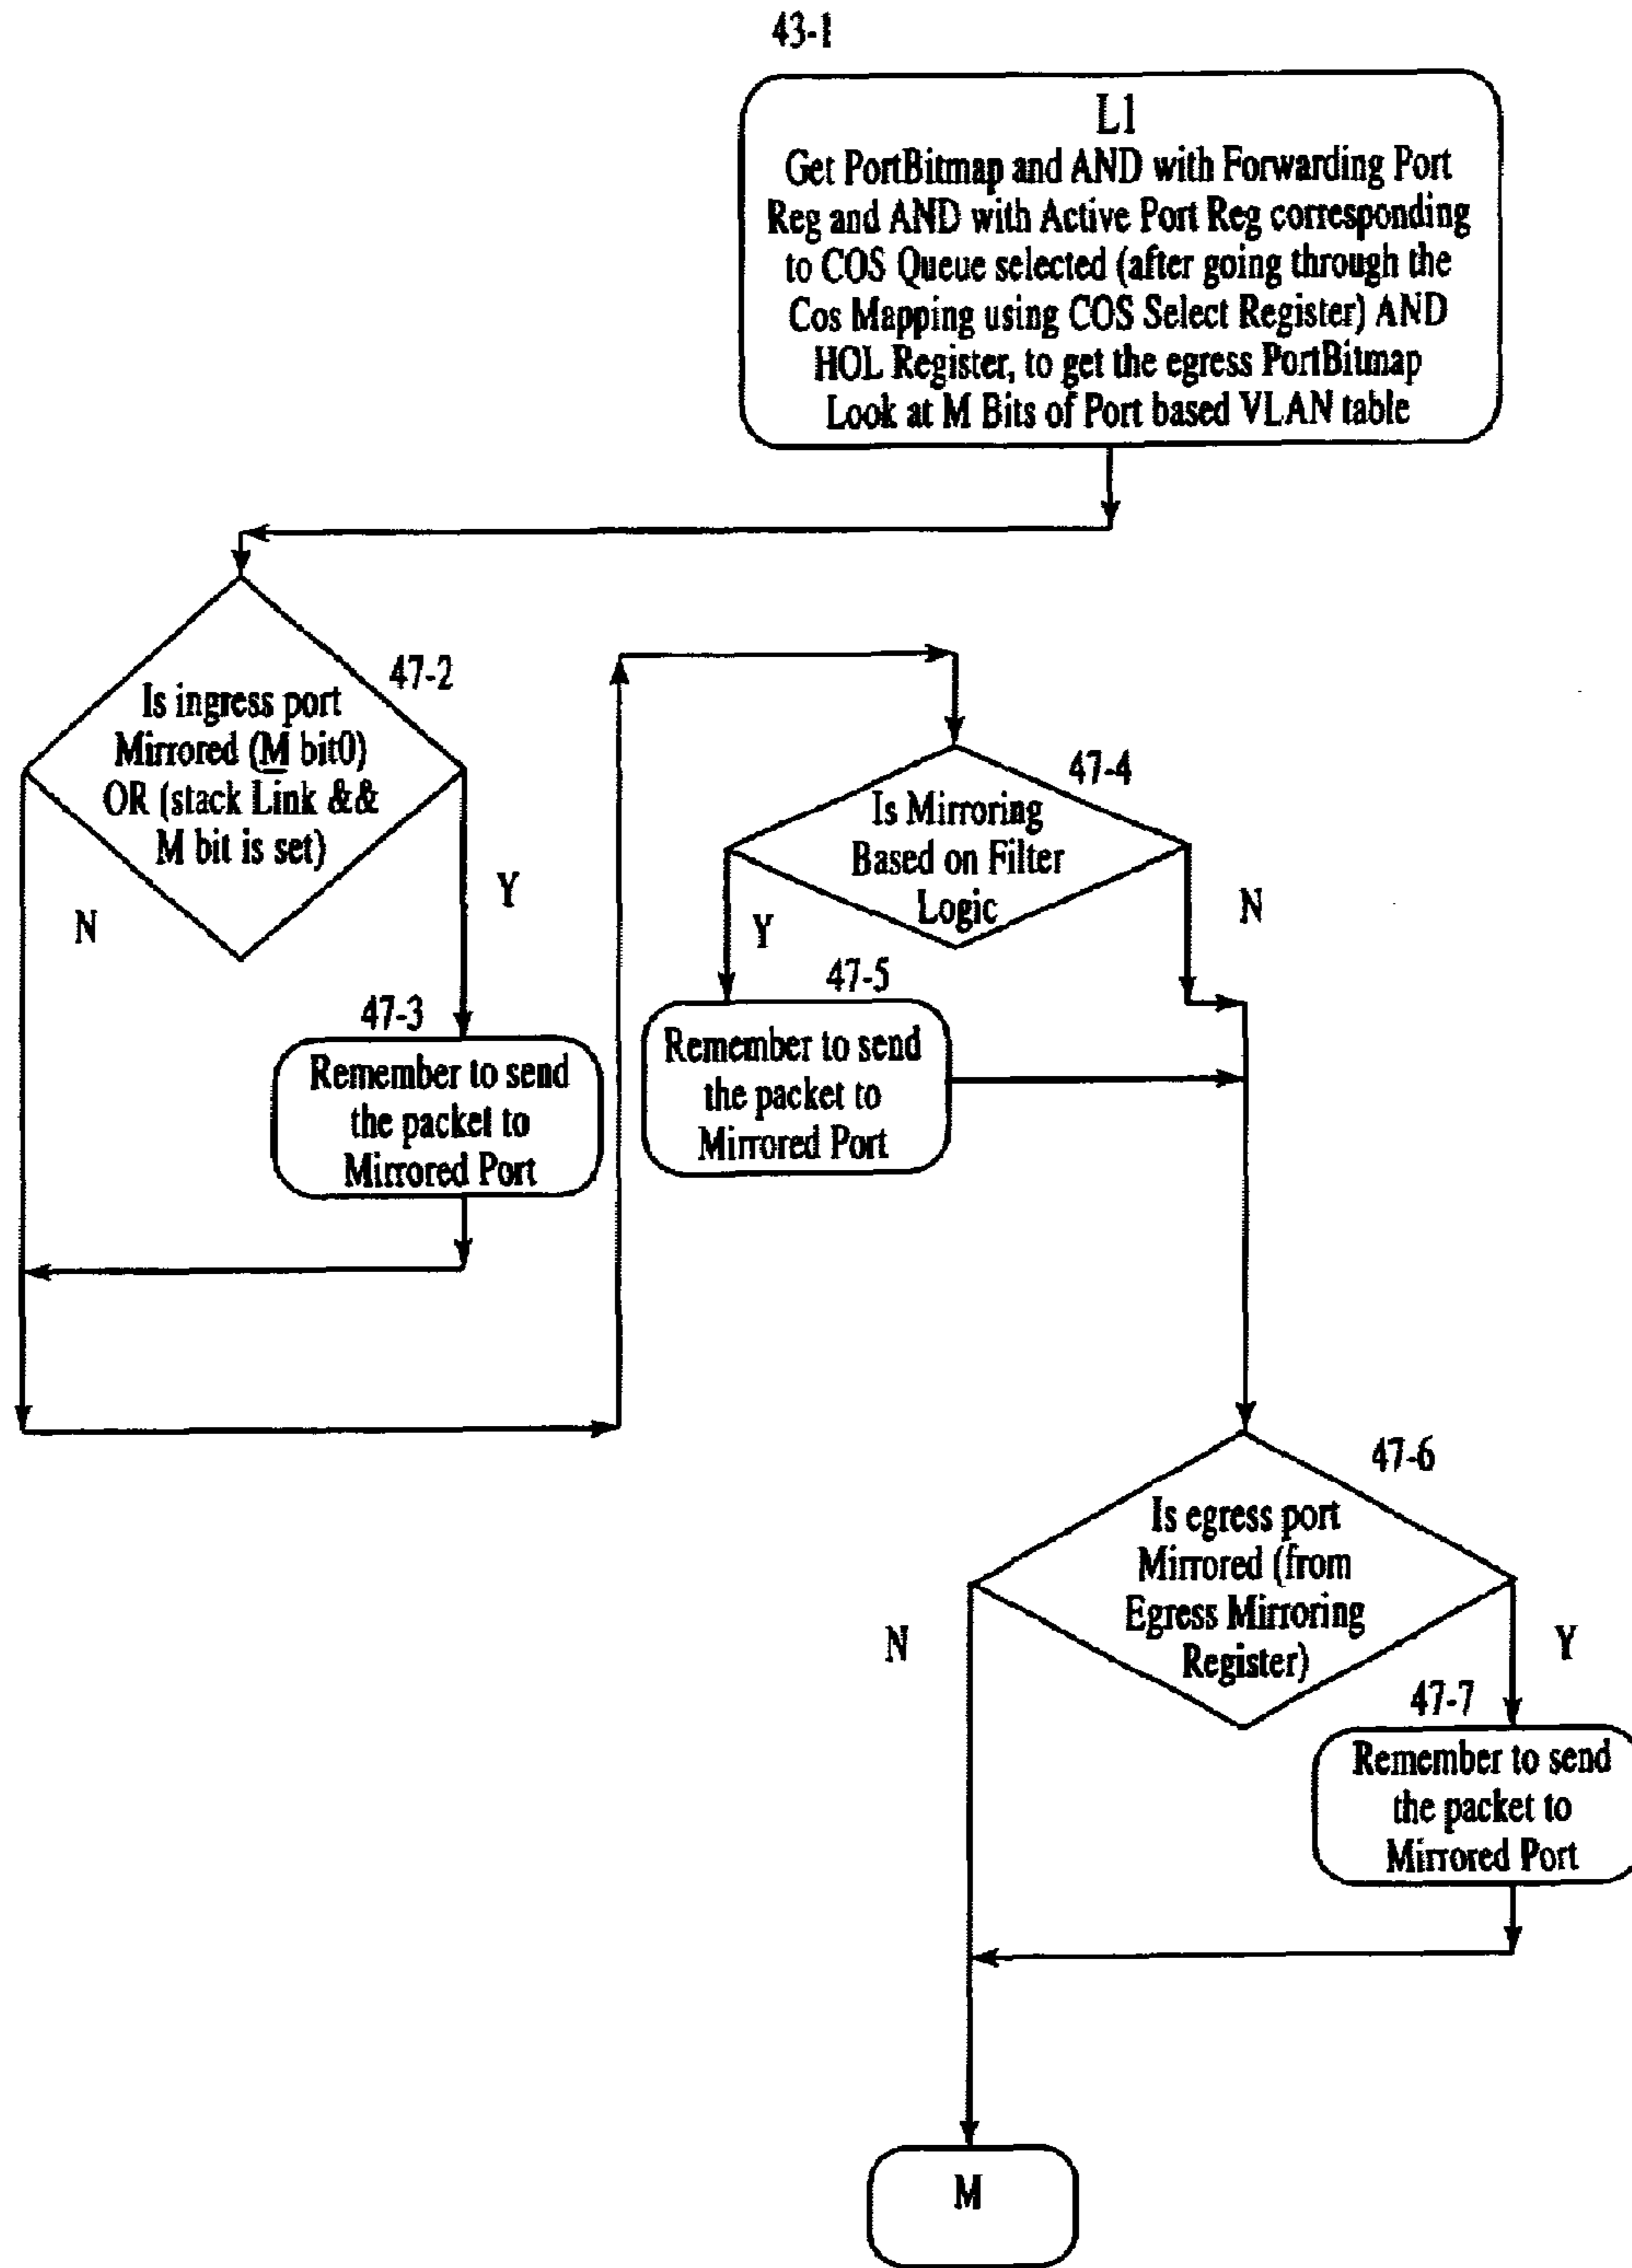 43-1
L1
Get PortBitmap and AND with Forwarding Port
Reg and AND with Active Port Reg corresponding
to COS Queue selected (after going through the
Cos Mapping using COS Select Register) AND
HOL Register, to get the egress PortBitmap
Look at M Bits of Port based VLAN table
47-2
Is ingress port
Mirrored (M bit0)
OR (stack Link &&
M bit is set)
N
Y
47-3
Remember to send
the packet to
Mirrored Port
47-4
Is Mirroring
Based on Filter
Logic
Y
N
47-5
Remember to send
the packet to
Mirrored Port
47-6
Is egress port
Mirrored (from
Egress Mirroring
Register)
N
Y
47-7
Remember to send
the packet to
Mirrored Port
M